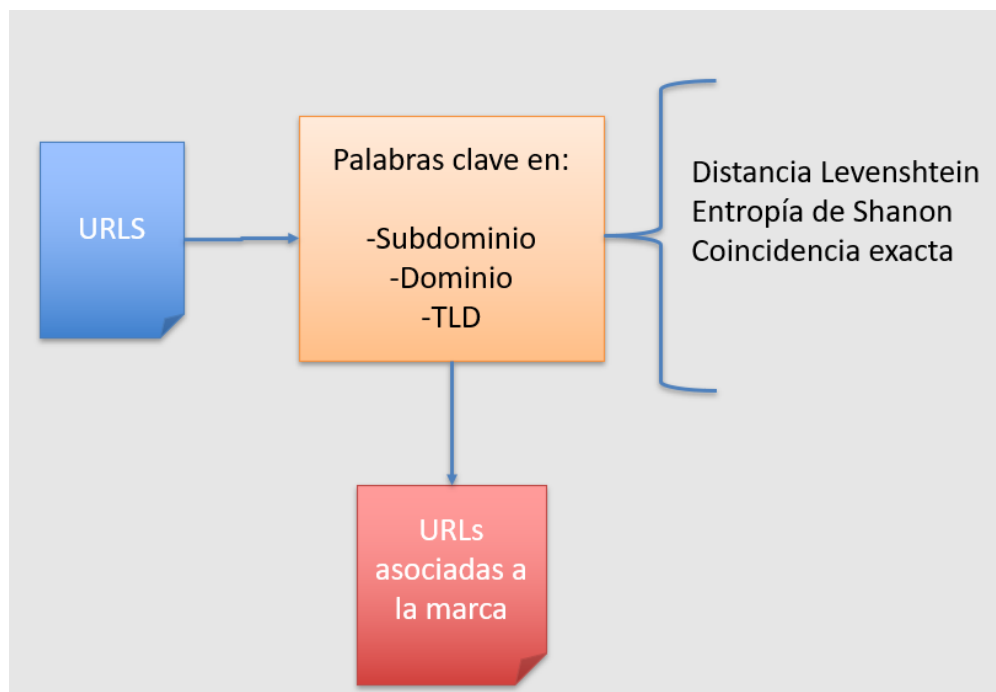 URLS
Palabras clave en:
-Subdominio
-Dominio
-TLD
Distancia Levenshtein
Entropía de Shanon
Coincidencia exacta
URLs
asociadas a
la marca